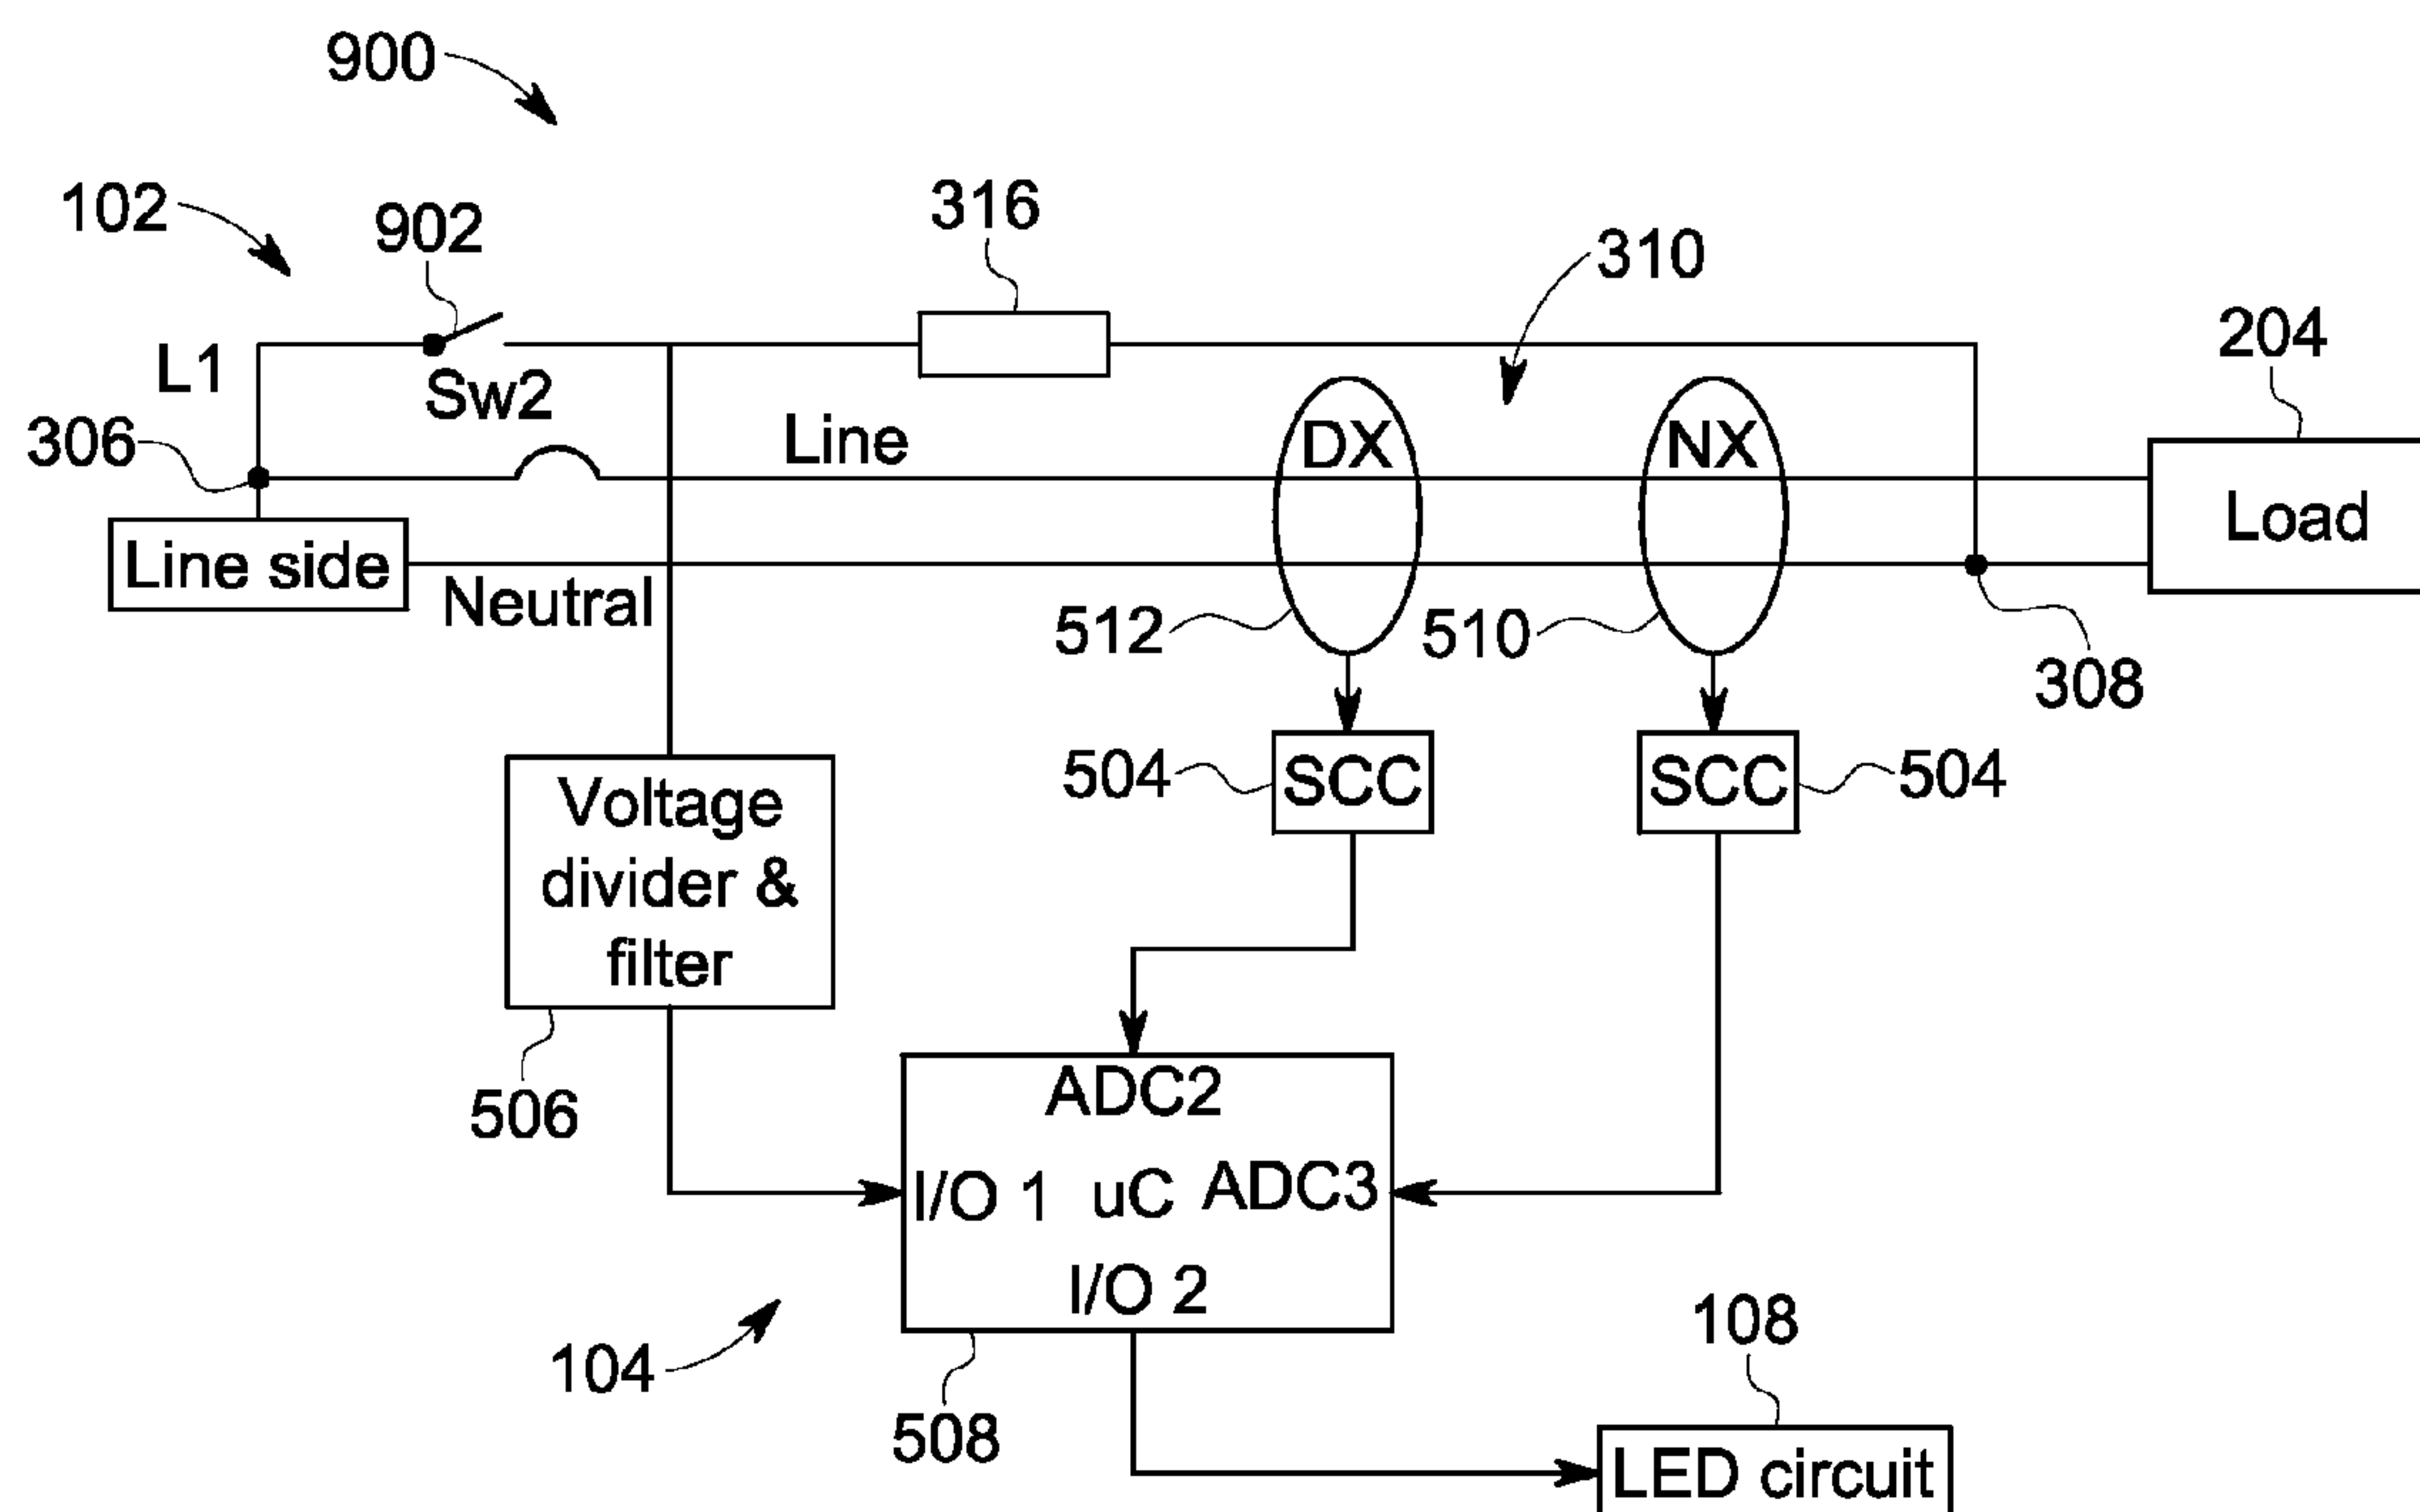 900
102
902
316
310
204
L1
Sw2
306
Line
DX
NX
Load
Line side
Neutral
512
510
308
504
SCC
SCC
504
Voltage
divider &
filter
506
ADC2
I/O 1 uC ADC3
I/O 2
104
508
108
LED circuit